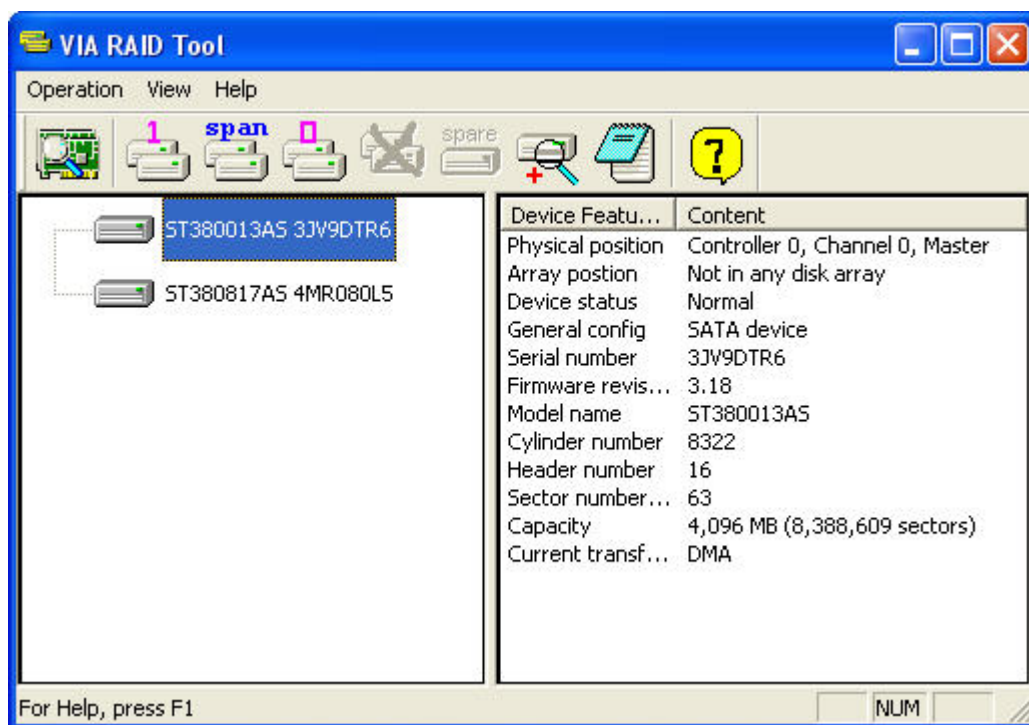 VIA RAID Tool
Operation View Help
1 span 0 spare ?
ST380013AS 3JV9DTR6
ST380817AS 4MR080L5
Device Featu... Content
Physical position Controller 0, Channel 0, Master
Array postion Not in any disk array
Device status Normal
General config SATA device
Serial number 3JV9DTR6
Firmware revis... 3.18
Model name ST380013AS
Cylinder number 8322
Header number 16
Sector number... 63
Capacity 4,096 MB (8,388,609 sectors)
Current transf... DMA
For Help, press F1 NUM